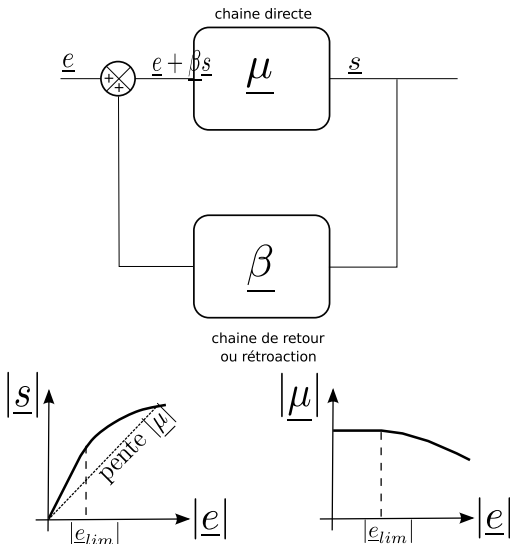 chaine directe
e
e + βs
μ
s
+
+
β
chaine de retour
ou rétroaction
|s|
pente |μ|
|e|
|e_lim|
|μ|
|e|
|e_lim|